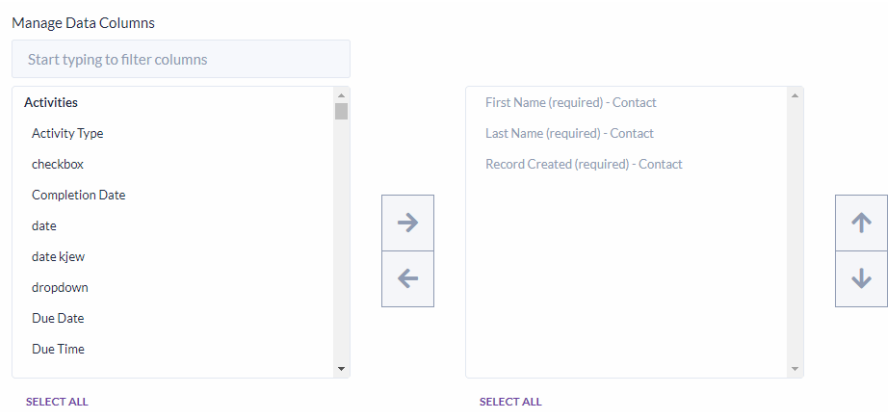 Manage Data Columns
Start typing to filter columns
Activities
Activity Type
checkbox
Completion Date
date
date kjew
dropdown
Due Date
Due Time
SELECT ALL
First Name (required) - Contact
Last Name (required) - Contact
Record Created (required) - Contact
SELECT ALL